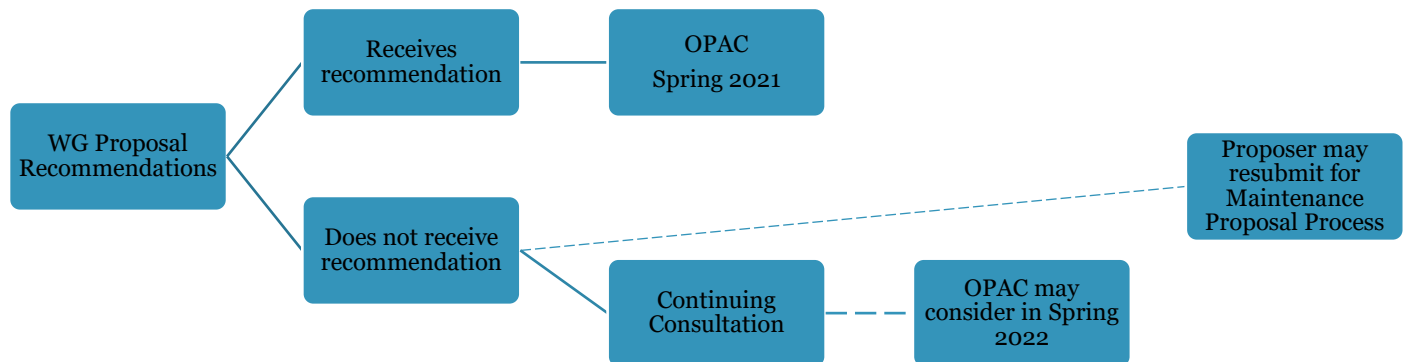 WG Proposal
Recommendations
Receives
recommendation
OPAC
Spring 2021
Does not receive
recommendation
Continuing
Consultation
OPAC may
consider in Spring
2022
Proposer may
resubmit for
Maintenance
Proposal Process